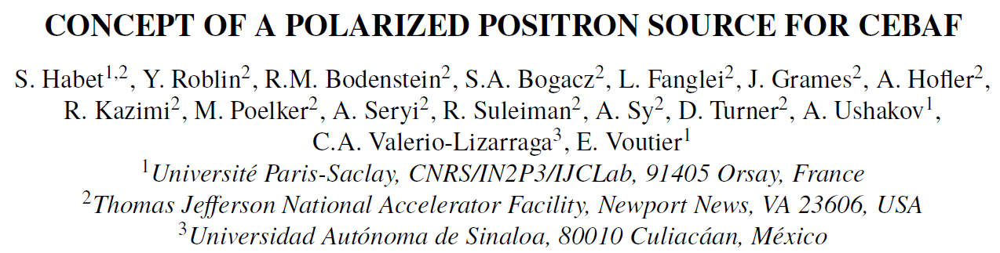 CONCEPT OF A POLARIZED POSITRON SOURCE FOR CEBAF
S. Habet1,2, Y. Roblin2, R.M. Bodenstein2, S.A. Bogacz2, L. Fanglei2, J. Grames2, A. Hofler2,
R. Kazimi2, M. Poelker2, A. Seryi2, R. Suleiman2, A. Sy2, D. Turner2, A. Ushakov1,
C.A. Valerio-Lizarraga3, E. Voutier1
1Université Paris-Saclay, CNRS/IN2P3/IJCLab, 91405 Orsay, France
2Thomas Jefferson National Accelerator Facility, Newport News, VA 23606, USA
3Universidad Autónoma de Sinaloa, 80010 Culiacáan, México